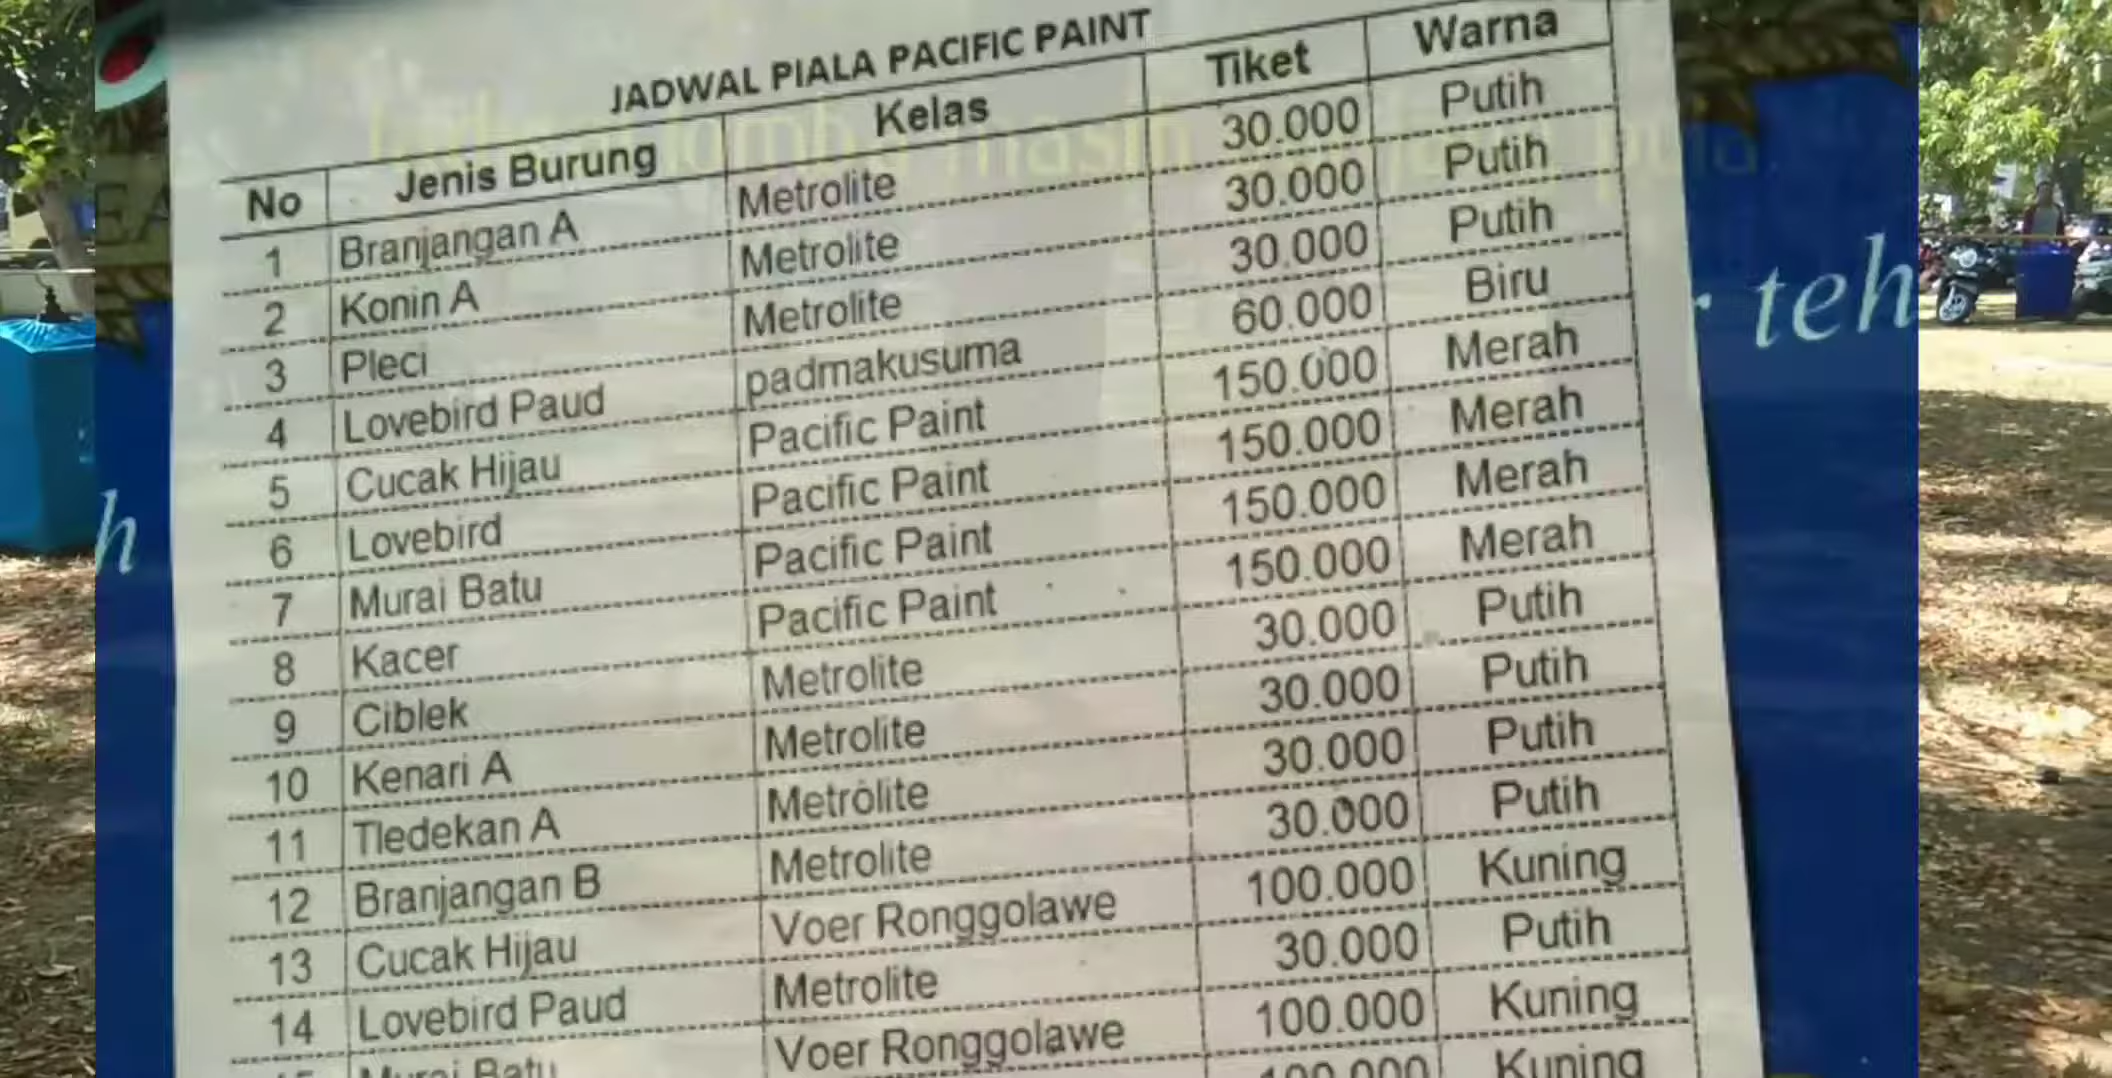 JADWAL PIALA PACIFIC PAINT
No Jenis Burung Kelas Tiket Warna
1 Branjangan A Metrolite 30.000 Putih
2 Konin A Metrolite 30.000 Putih
3 Pleci Metrolite 30.000 Putih
4 Lovebird Paud padmakusuma 60.000 Biru
5 Cucak Hijau Pacific Paint 150.000 Merah
6 Lovebird Pacific Paint 150.000 Merah
7 Murai Batu Pacific Paint 150.000 Merah
8 Kacer Pacific Paint 150.000 Merah
9 Ciblek Metrolite 30.000 Putih
10 Kenari A Metrolite 30.000 Putih
11 Tledekan A Metrolite 30.000 Putih
12 Branjangan B Metrolite 30.000 Putih
13 Cucak Hijau Voer Ronggolawe 100.000 Kuning
14 Lovebird Paud Metrolite 30.000 Putih
15 Murai Batu Voer Ronggolawe 100.000 Kuning
100.000 Kuning
teh
h